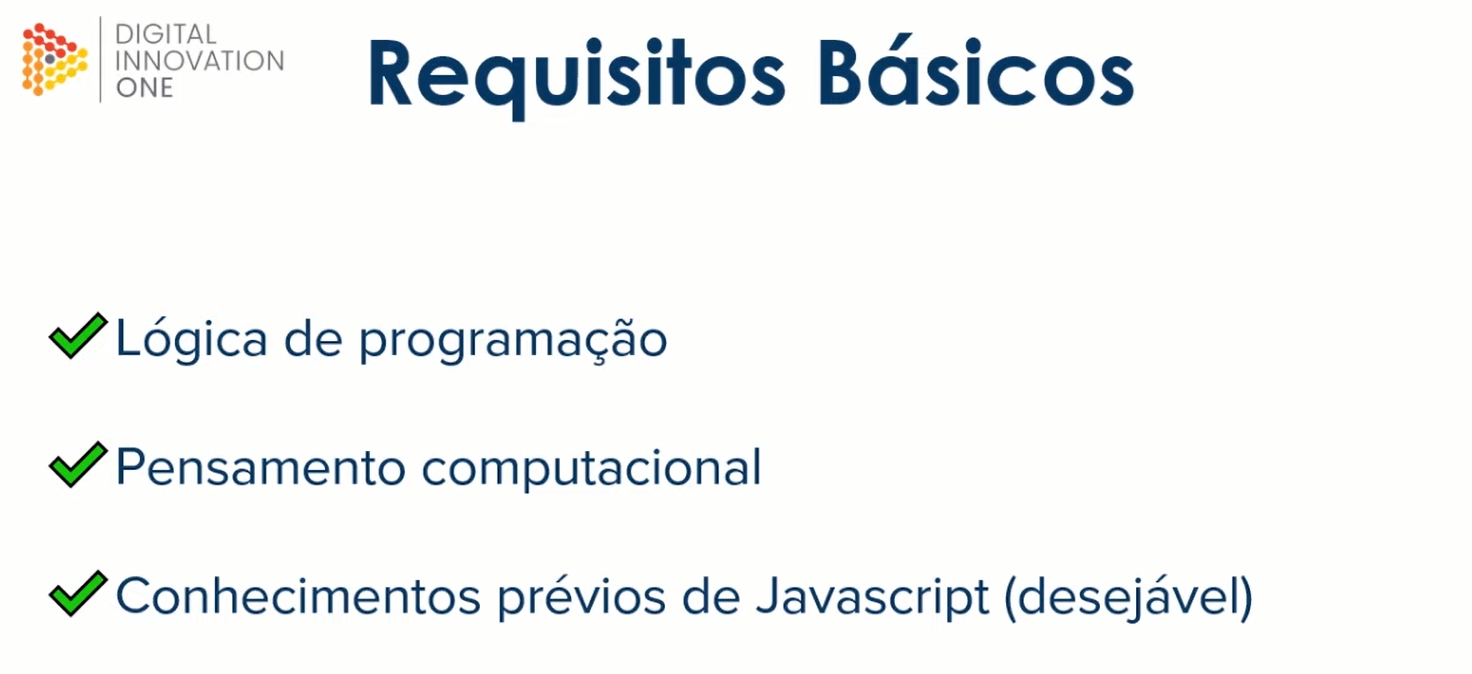 DIGITAL
INNOVATION
ONE
Requisitos Básicos
Lógica de programação
Pensamento computacional
Conhecimentos prévios de Javascript (desejável)